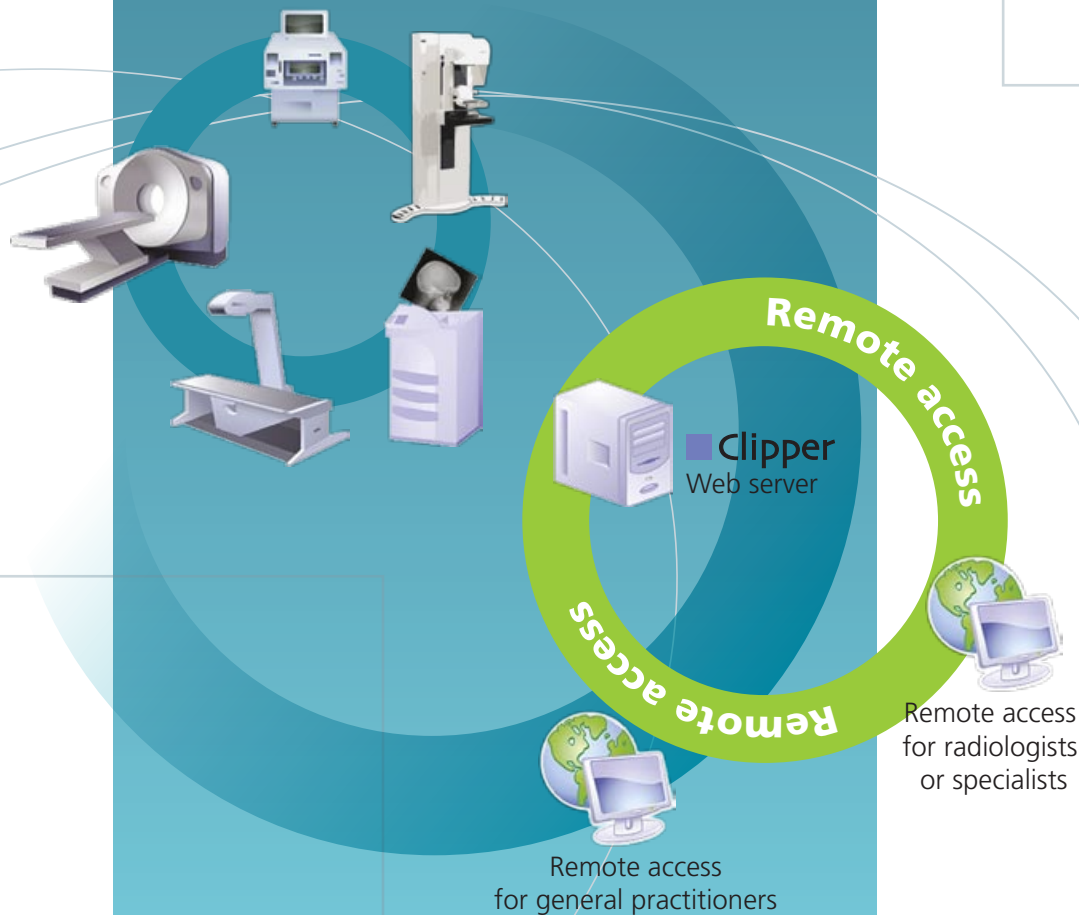 Remote access
Clipper
Web server
Remote access
Remote access
for radiologists
or specialists
Remote access
for general practitioners